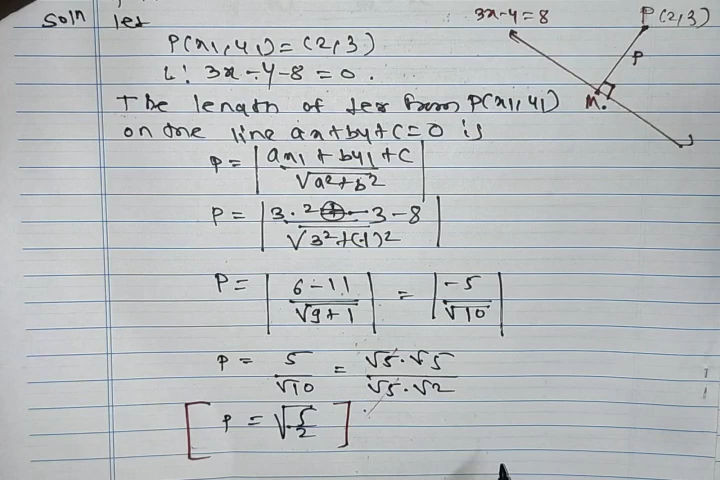 Soln let
3x-y=8
P(2,3)
P(x₁,y₁)=(2,3)
P
L: 3x-y-8=0.
The length of ler from P(x₁,y₁)
M.
on the line ax+by+c=0 is
P = |ax₁+by₁+c / √a²+b²|
P = |3.2 - 3-8 / √3²+(-1)²|
P = |6-11 / √9+1| = |-5 / √10|
P = 5/√10 = √5.√5 / √5.√2
[P = √5/2]